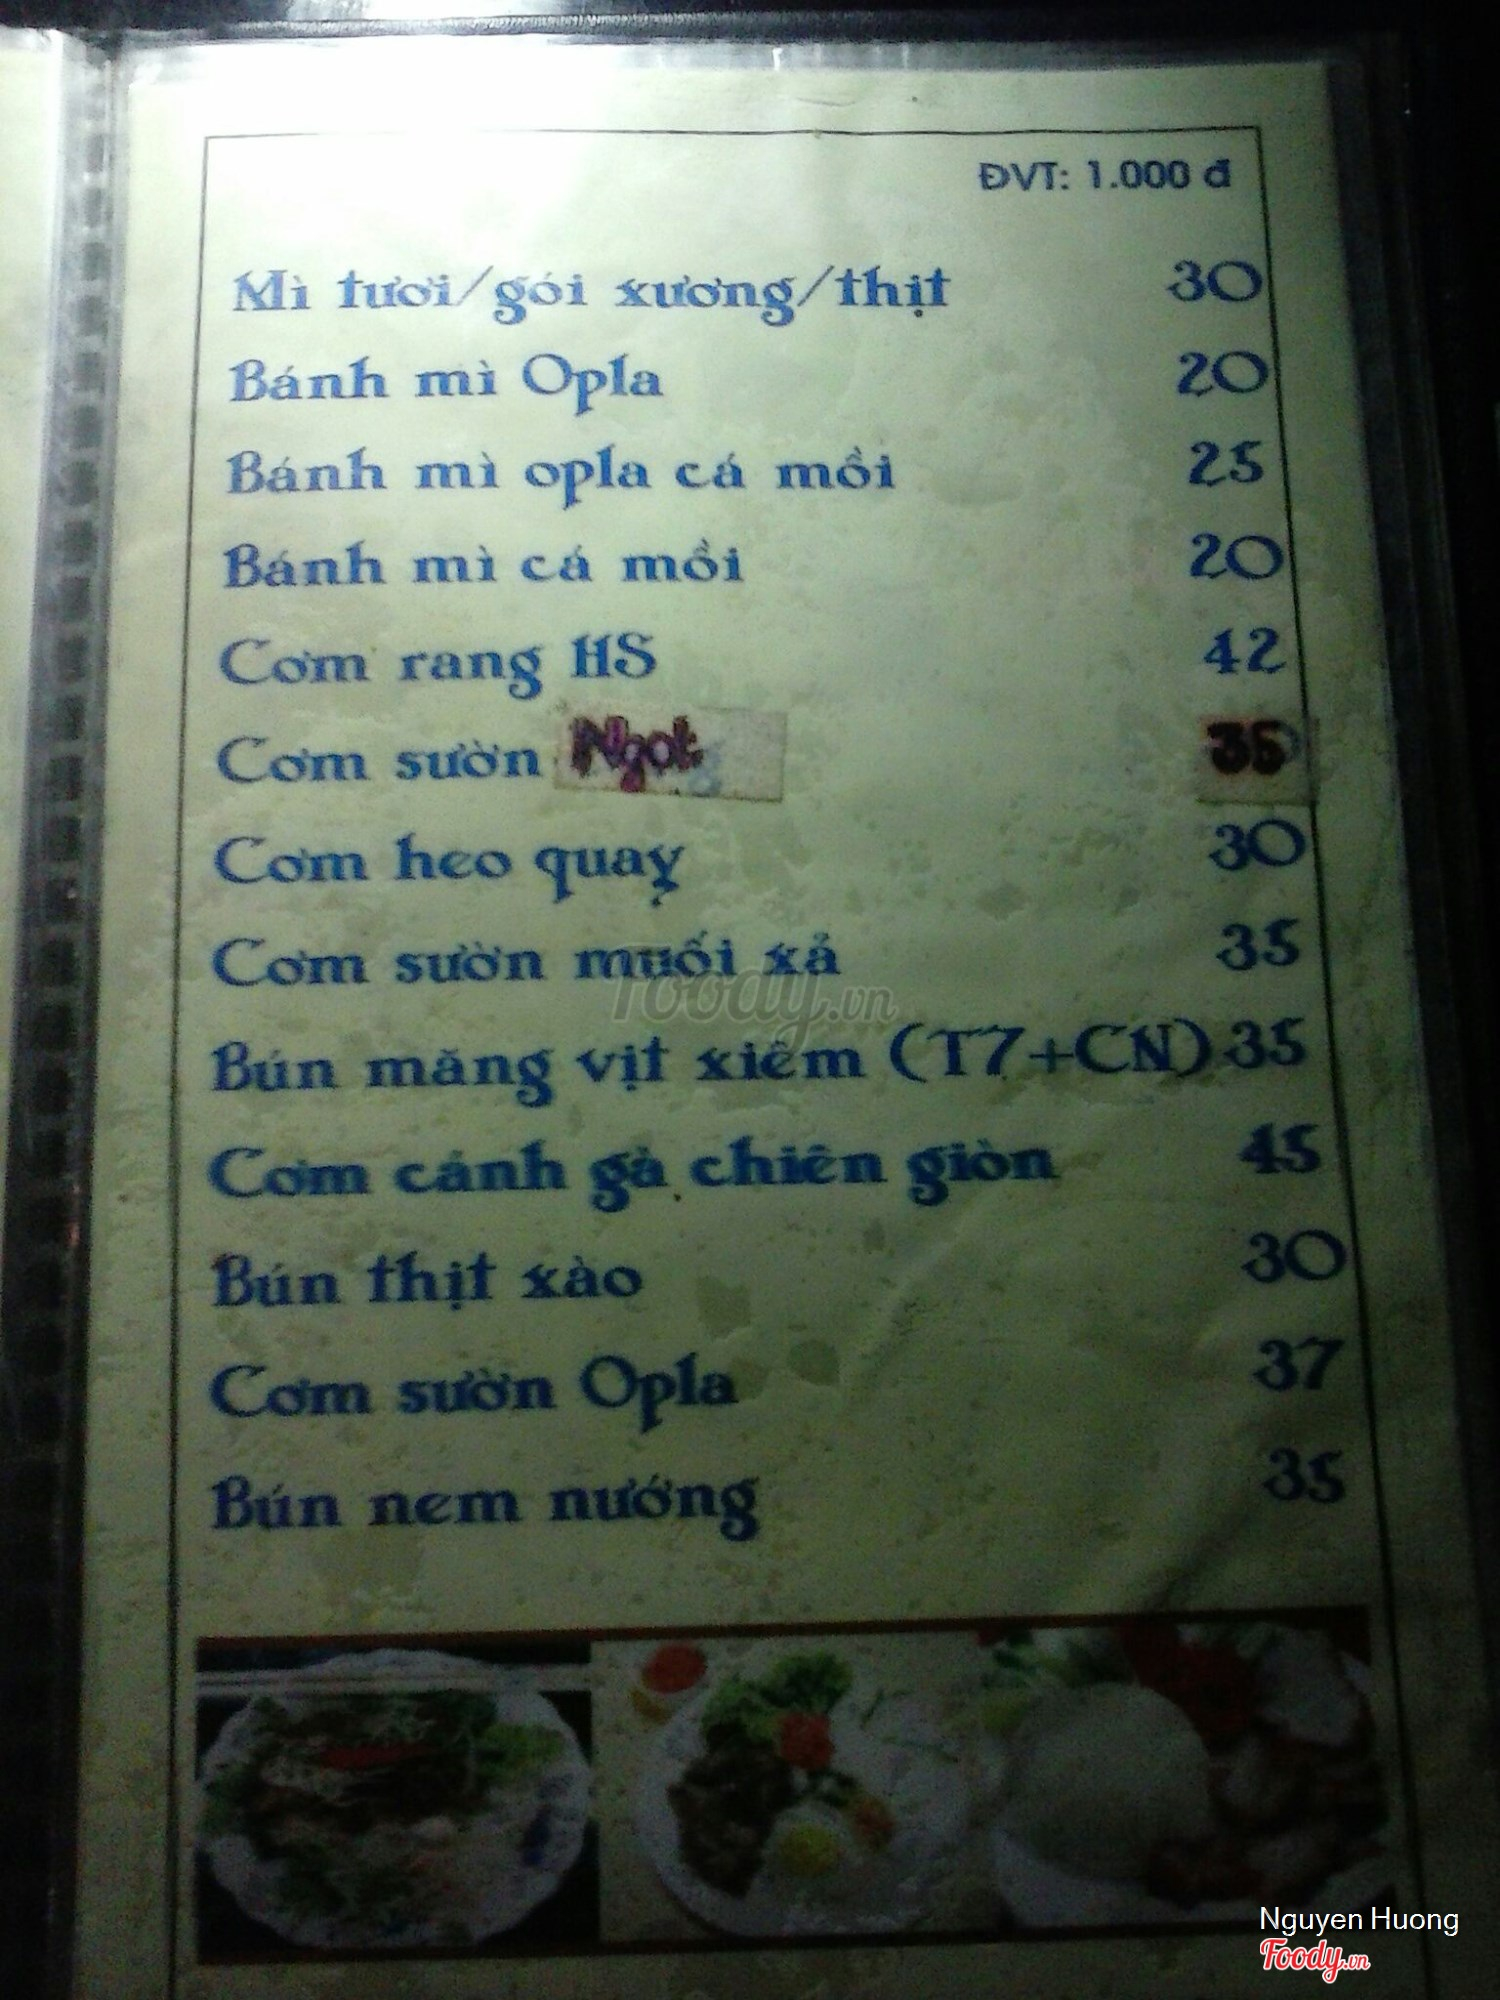 ĐVT: 1.000 đ
Mì tươi/gói xương/thịt 30
Bánh mì Opla 20
Bánh mì opla cá mồi 25
Bánh mì cá mồi 20
Cơm rang HS 42
Cơm sườn Ngọt 35
Cơm heo quay 30
Cơm sườn muối xả 35
Bún măng vịt xiêm (T7+CN) 35
Cơm cánh gà chiên giòn 45
Bún thịt xào 30
Cơm sườn Opla 37
Bún nem nướng 35
Foody.vn
Nguyen Huong
Foody.vn